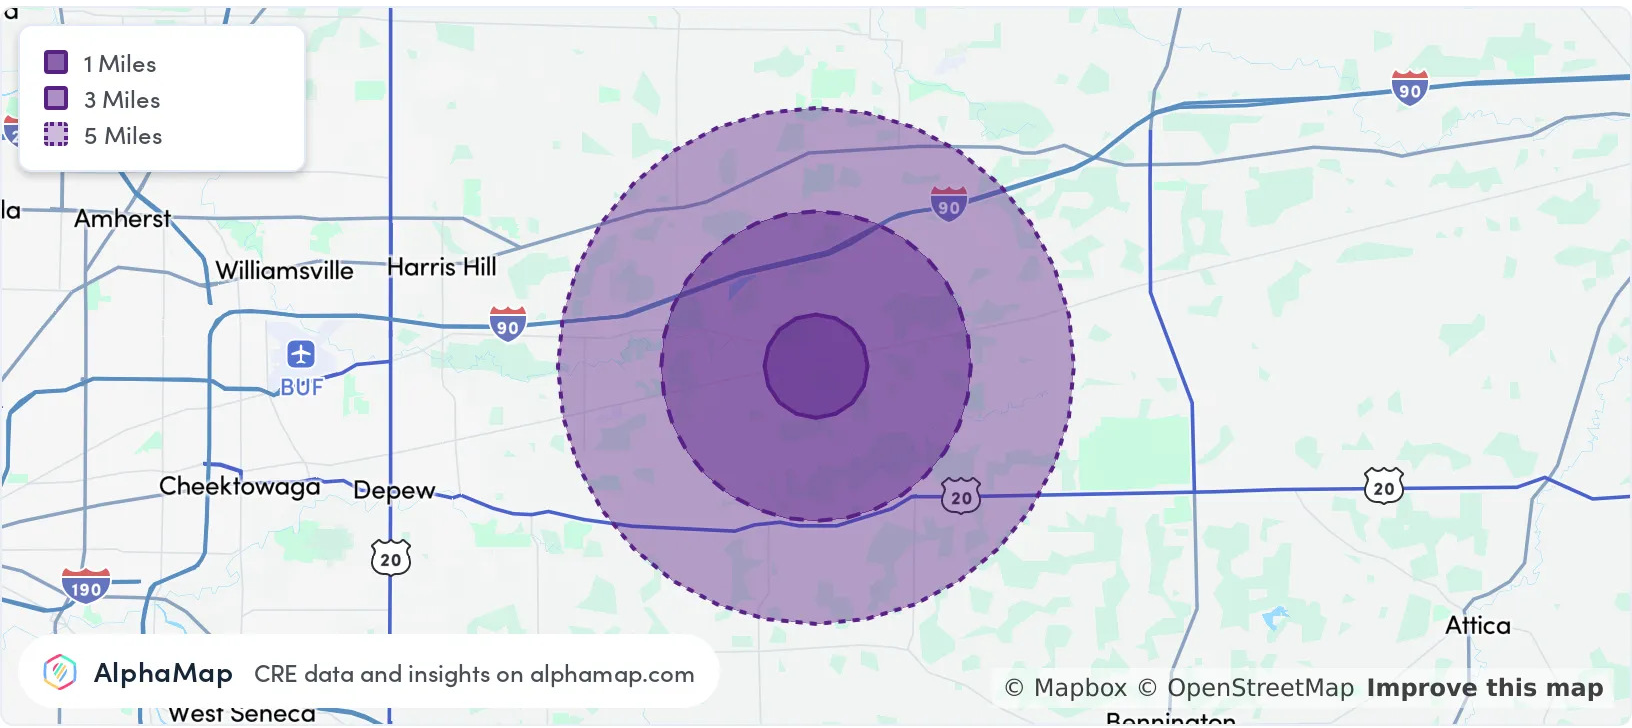 1 Miles
3 Miles
5 Miles
90
90
Amherst
Williamsville
Harris Hill
90
BUF
Cheektowaga
Depew
20
20
20
190
Attica
AlphaMap CRE data and insights on alphamap.com
© Mapbox © OpenStreetMap Improve this map
West Seneca
Bennington